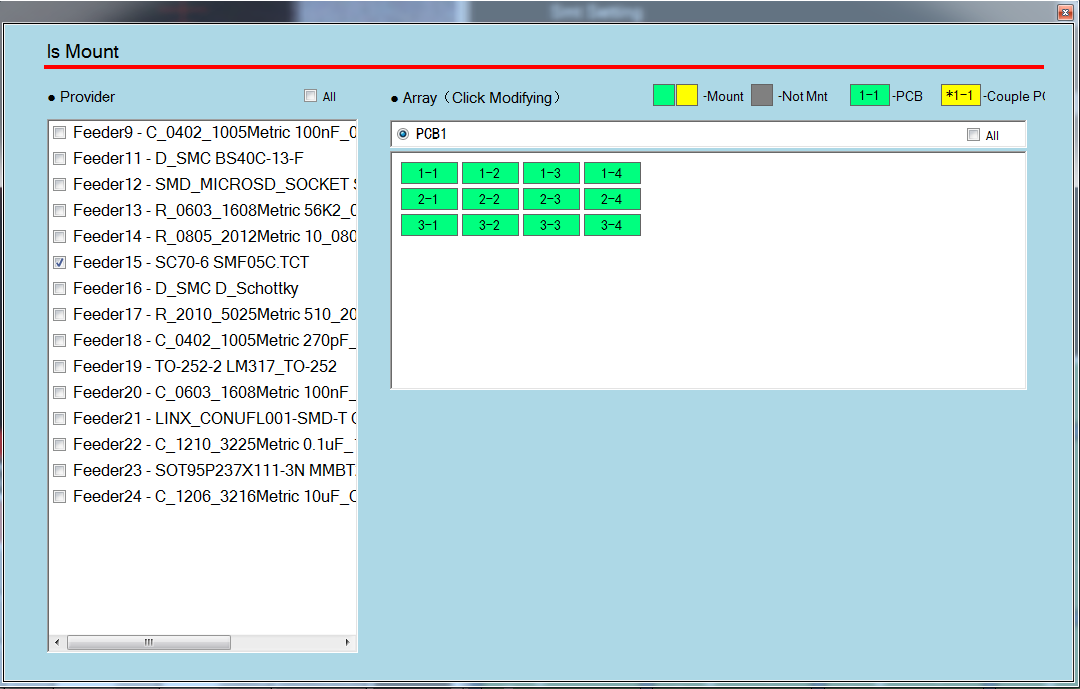 Smt Setting
Is Mount
● Provider
All
● Array（Click Modifying）
-Mount
-Not Mnt
1-1
-PCB
*1-1
-Couple PC
Feeder9 - C_0402_1005Metric 100nF_0
Feeder11 - D_SMC BS40C-13-F
Feeder12 - SMD_MICROSD_SOCKET S
Feeder13 - R_0603_1608Metric 56K2_0
Feeder14 - R_0805_2012Metric 10_080
Feeder15 - SC70-6 SMF05C.TCT
Feeder16 - D_SMC D_Schottky
Feeder17 - R_2010_5025Metric 510_20
Feeder18 - C_0402_1005Metric 270pF_
Feeder19 - TO-252-2 LM317_TO-252
Feeder20 - C_0603_1608Metric 100nF_
Feeder21 - LINX_CONUFL001-SMD-T
Feeder22 - C_1210_3225Metric 0.1uF_
Feeder23 - SOT95P237X111-3N MMBT
Feeder24 - C_1206_3216Metric 10uF_C
PCB1
All
1-1 1-2 1-3 1-4
2-1 2-2 2-3 2-4
3-1 3-2 3-3 3-4